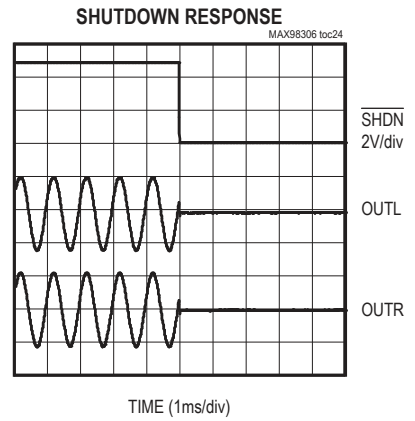 SHUTDOWN RESPONSE
MAX98306 toc24
SHDN
2V/div
OUTL
OUTR
TIME (1ms/div)